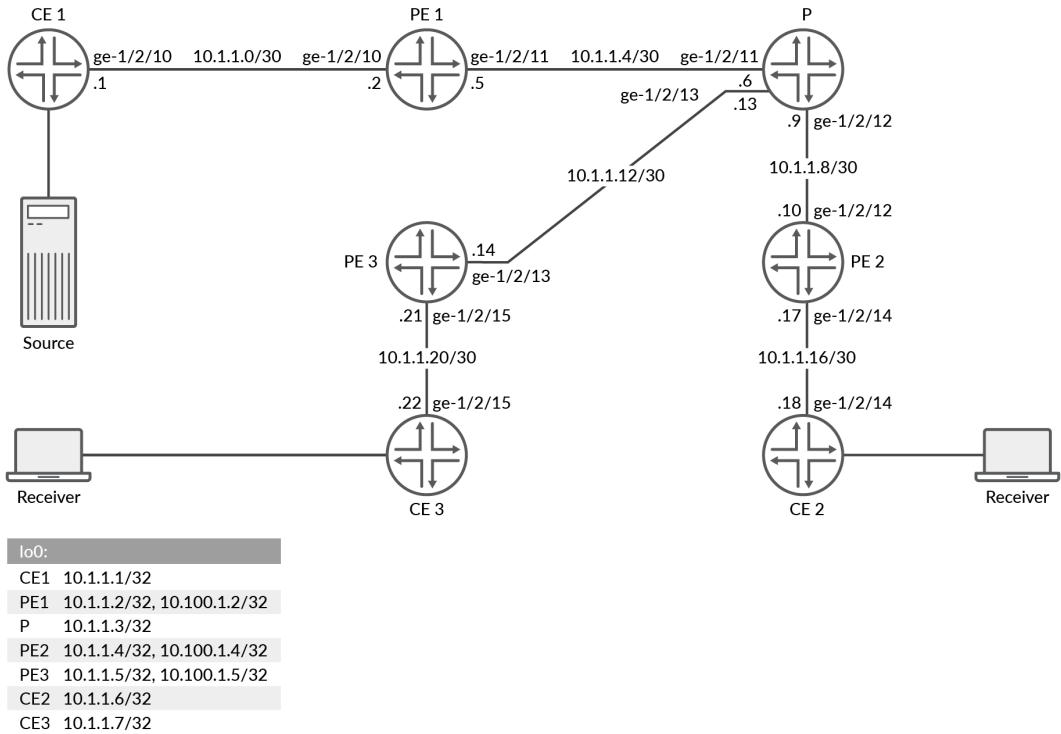 CE 1
PE 1
P
ge-1/2/10
10.1.1.0/30
ge-1/2/10
ge-1/2/11
10.1.1.4/30
ge-1/2/11
.1
.2
.5
.6
ge-1/2/13
.13
.9
ge-1/2/12
10.1.1.12/30
10.1.1.8/30
.10
ge-1/2/12
PE 3
.14
ge-1/2/13
PE 2
.21
ge-1/2/15
.17
ge-1/2/14
Source
10.1.1.20/30
10.1.1.16/30
.22
ge-1/2/15
.18
ge-1/2/14
Receiver
CE 3
CE 2
Receiver
lo0:
CE1 10.1.1.1/32
PE1 10.1.1.2/32, 10.100.1.2/32
P 10.1.1.3/32
PE2 10.1.1.4/32, 10.100.1.4/32
PE3 10.1.1.5/32, 10.100.1.5/32
CE2 10.1.1.6/32
CE3 10.1.1.7/32